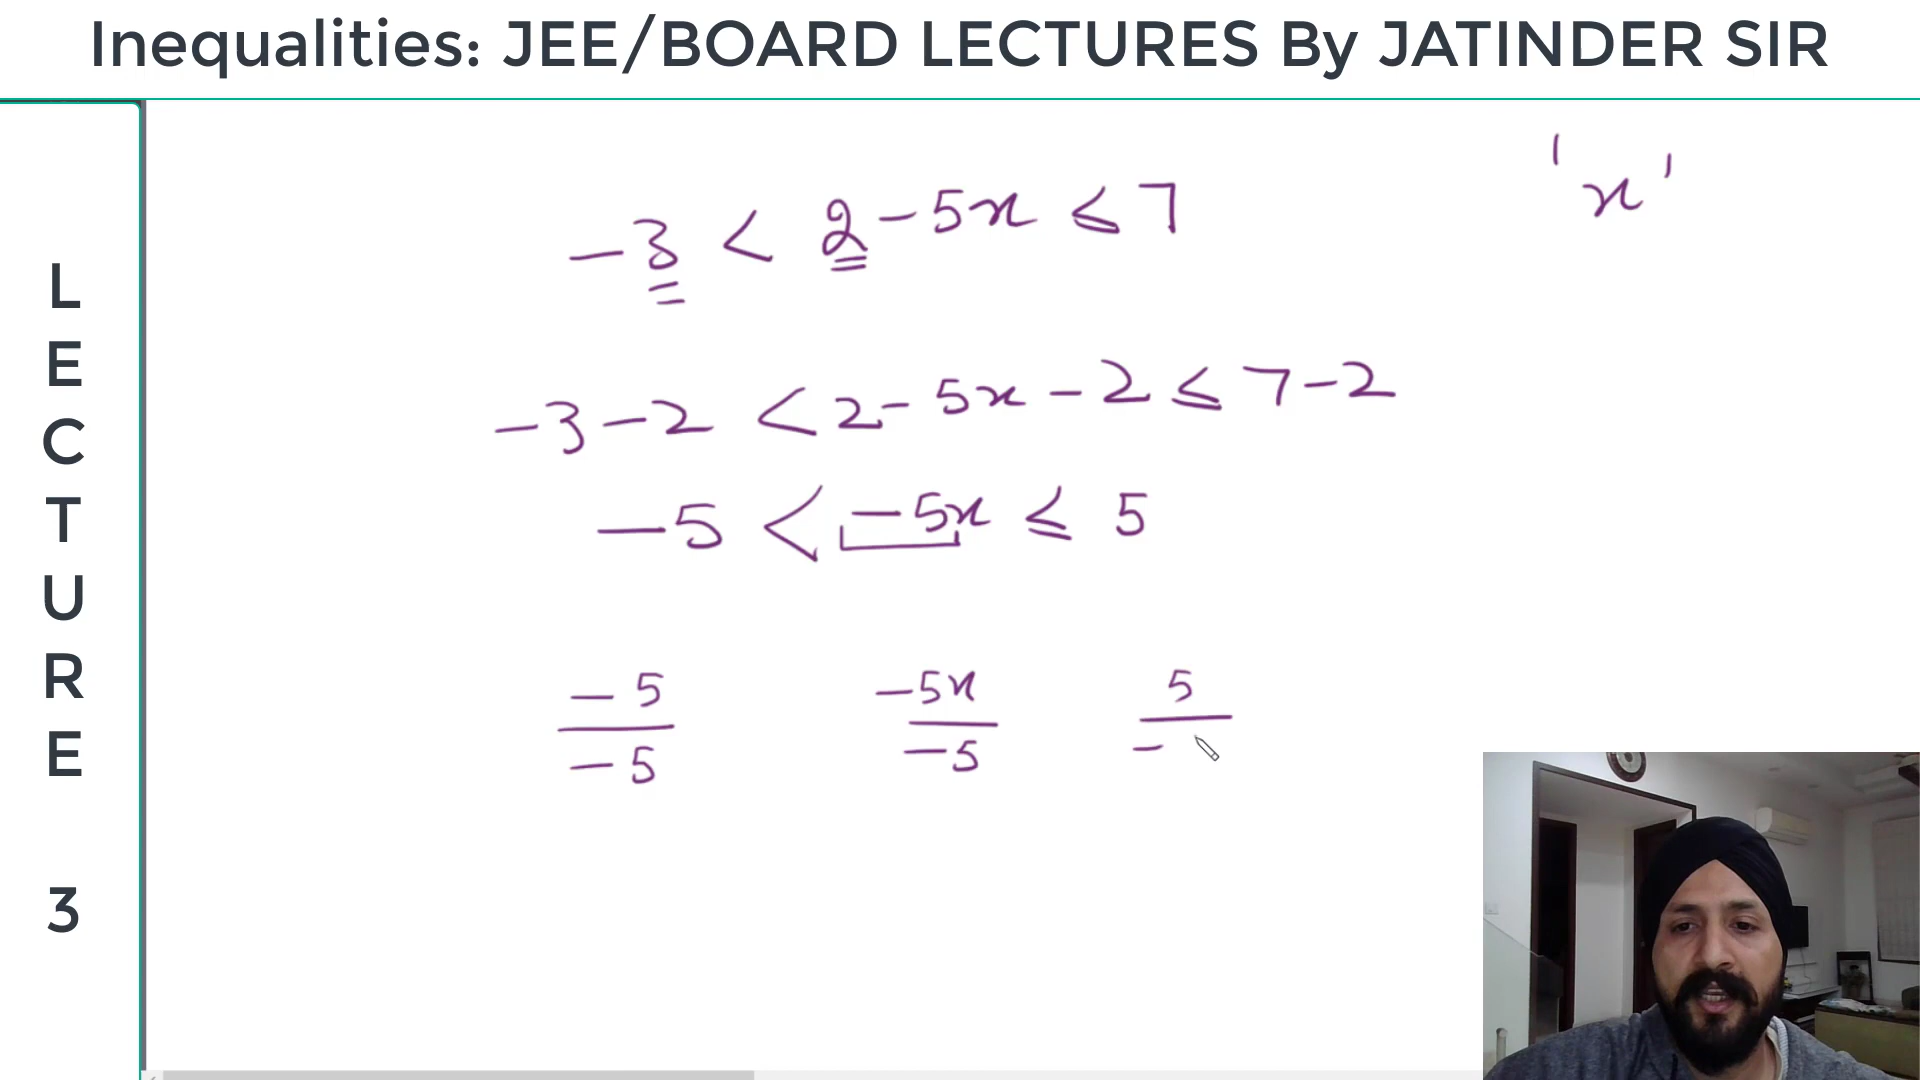 Inequalities: JEE/BOARD LECTURES By JATINDER SIR
LECTURE 3
'x'
-3 < 2 - 5x ≤ 7
-3 - 2 < 2 - 5x - 2 ≤ 7 - 2
-5 < -5x ≤ 5
-5 -5x 5
-5 -5 -